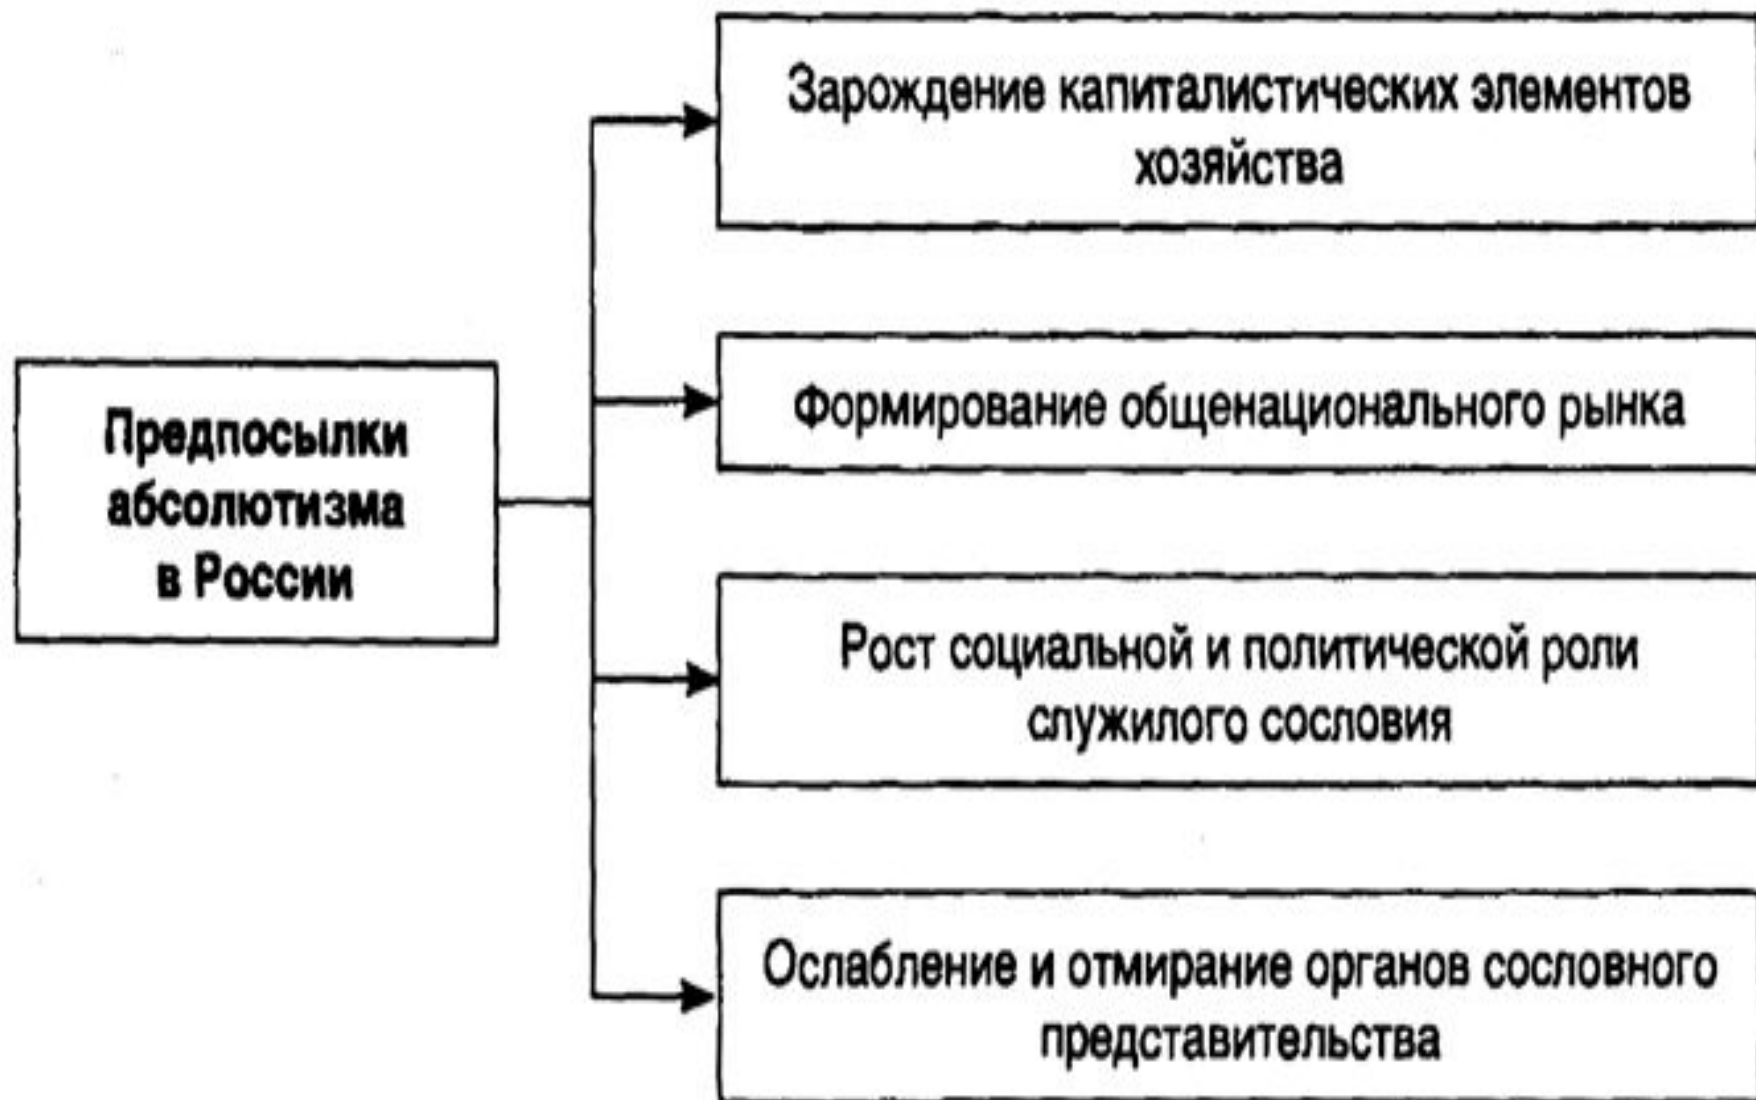 Предпосылки
абсолютизма
в России
Зарождение капиталистических элементов
хозяйства
Формирование общенационального рынка
Рост социальной и политической роли
служилого сословия
Ослабление и отмирание органов сословного
представительства